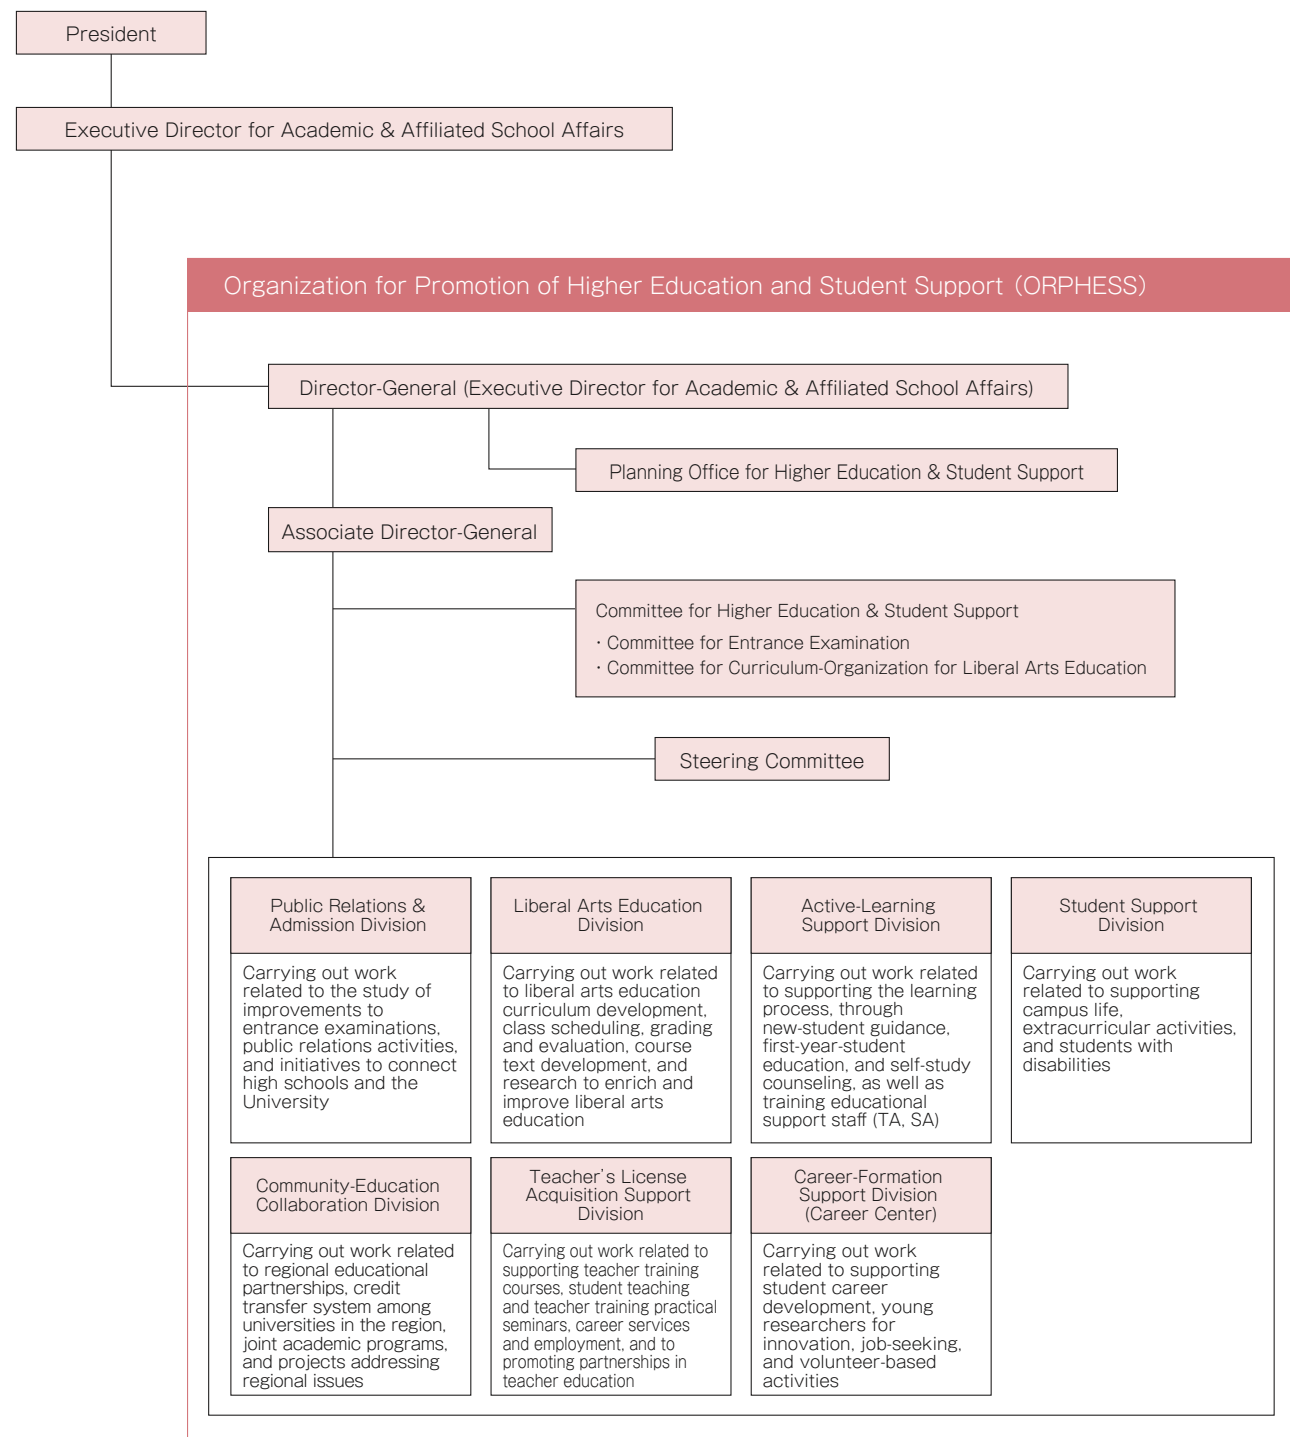 President
Executive Director for Academic & Affiliated School Affairs
Organization for Promotion of Higher Education and Student Support (ORPHESS)
Director-General (Executive Director for Academic & Affiliated School Affairs)
Planning Office for Higher Education & Student Support
Associate Director-General
Committee for Higher Education & Student Support
・Committee for Entrance Examination
・Committee for Curriculum-Organization for Liberal Arts Education
Steering Committee
Public Relations &
Admission Division
Carrying out work
related to the study of
improvements to
entrance examinations,
public relations activities,
and initiatives to connect
high schools and the
University
Liberal Arts Education
Division
Carrying out work related
to liberal arts education
curriculum development,
class scheduling, grading
and evaluation, course
text development, and
research to enrich and
improve liberal arts
education
Active-Learning
Support Division
Carrying out work related
to supporting the learning
process, through
new-student guidance,
first-year-student
education, and self-study
counseling, as well as
training educational
support staff (TA, SA)
Student Support
Division
Carrying out work
related to supporting
campus life,
extracurricular activities,
and students with
disabilities
Community-Education
Collaboration Division
Carrying out work related
to regional educational
partnerships, credit
transfer system among
universities in the region,
joint academic programs,
and projects addressing
regional issues
Teacher's License
Acquisition Support
Division
Carrying out work related to
supporting teacher training
courses, student teaching
and teacher training practical
seminars, career services
and employment, and to
promoting partnerships in
teacher education
Career-Formation
Support Division
(Career Center)
Carrying out work
related to supporting
student career
development, young
researchers for
innovation, job-seeking,
and volunteer-based
activities